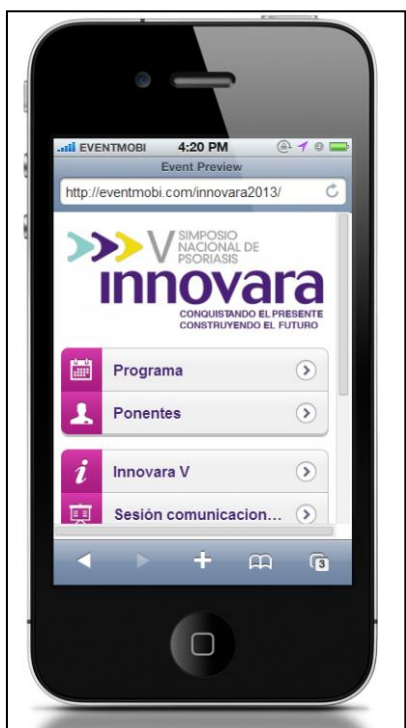 EVENTMOBI 4:20 PM
Event Preview
http://eventmobi.com/innovara2013/
V SIMPOSIO
NACIONAL DE
PSORIASIS
innovara
CONQUISTANDO EL PRESENTE
CONSTRUYENDO EL FUTURO
Programa
Ponentes
i Innovara V
Sesión comunicacion...
3